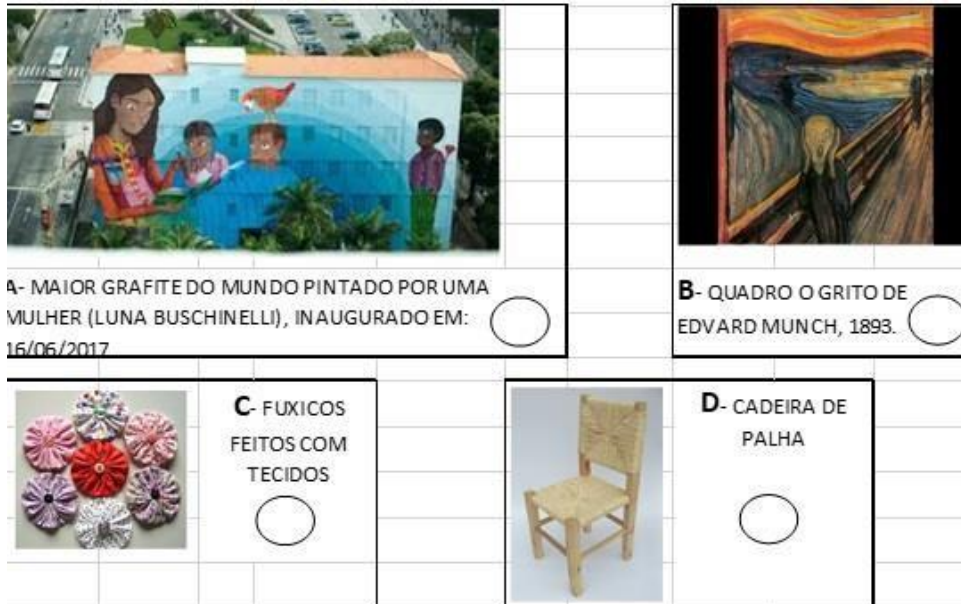 A- MAIOR GRAFITE DO MUNDO PINTADO POR UMA
MULHER (LUNA BUSCHINELLI), INAUGURADO EM:
16/06/2017
B- QUADRO O GRITO DE
EDVARD MUNCH, 1893.
C- FUXICOS
FEITOS COM
TECIDOS
D- CADEIRA DE
PALHA